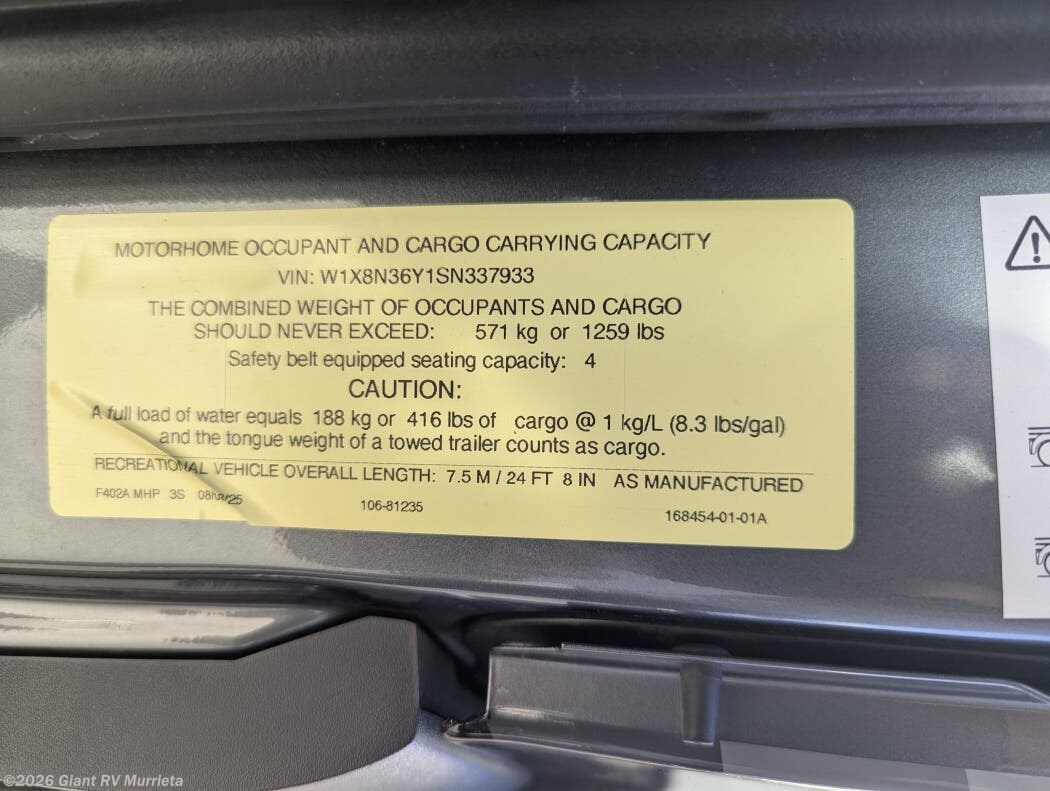 MOTORHOME OCCUPANT AND CARGO CARRYING CAPACITY
VIN: W1X8N36Y1SN337933
THE COMBINED WEIGHT OF OCCUPANTS AND CARGO
SHOULD NEVER EXCEED: 571 kg or 1259 lbs
Safety belt equipped seating capacity: 4
CAUTION:
A full load of water equals 188 kg or 416 lbs of cargo @ 1 kg/L (8.3 lbs/gal)
and the tongue weight of a towed trailer counts as cargo.
RECREATIONAL VEHICLE OVERALL LENGTH: 7.5 M / 24 FT 8 IN AS MANUFACTURED
F402A MHP 3S
106-81235
168454-01-01A
©2026 Giant RV Murrieta